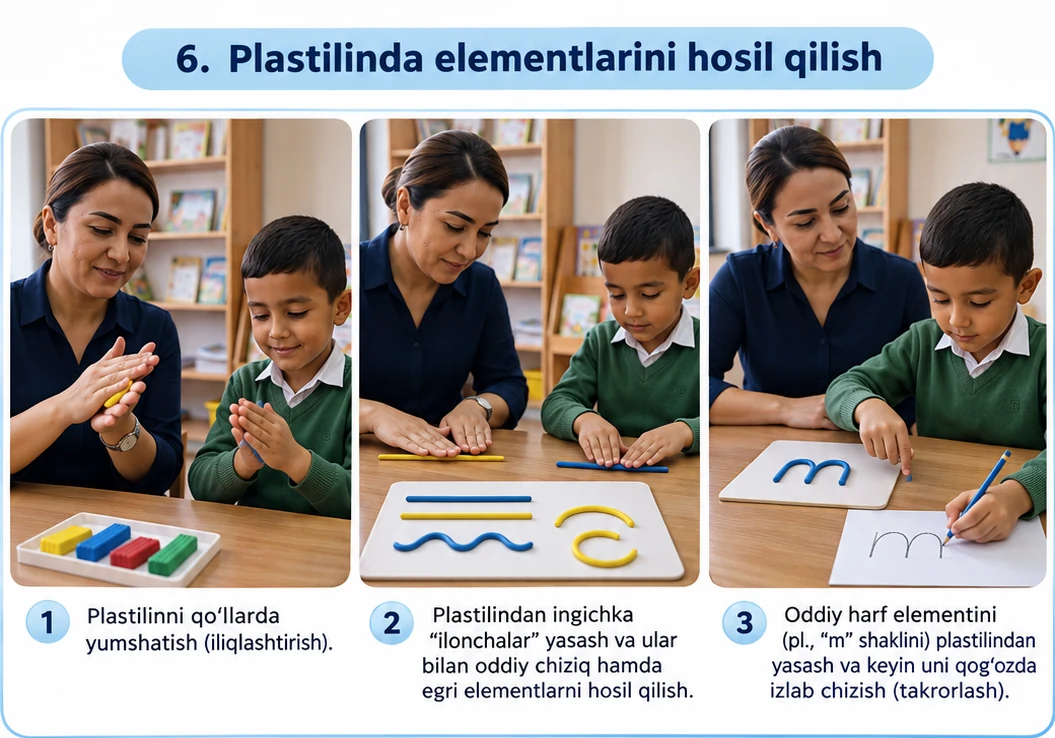 6. Plastilinda elementlarini hosil qilish
1
Plastilinni qo‘llarda
yumshatish (iliqlashtirish).
2
Plastilindan ingichka
“ilonchalar” yasash va ular
bilan oddiy chiziq hamda
egri elementlarni hosil qilish.
m
m
3
Oddiy harf elementini
(pl., “m” shaklini) plastilindan
yasash va keyin uni qog‘ozda
izlab chizish (takrorlash).